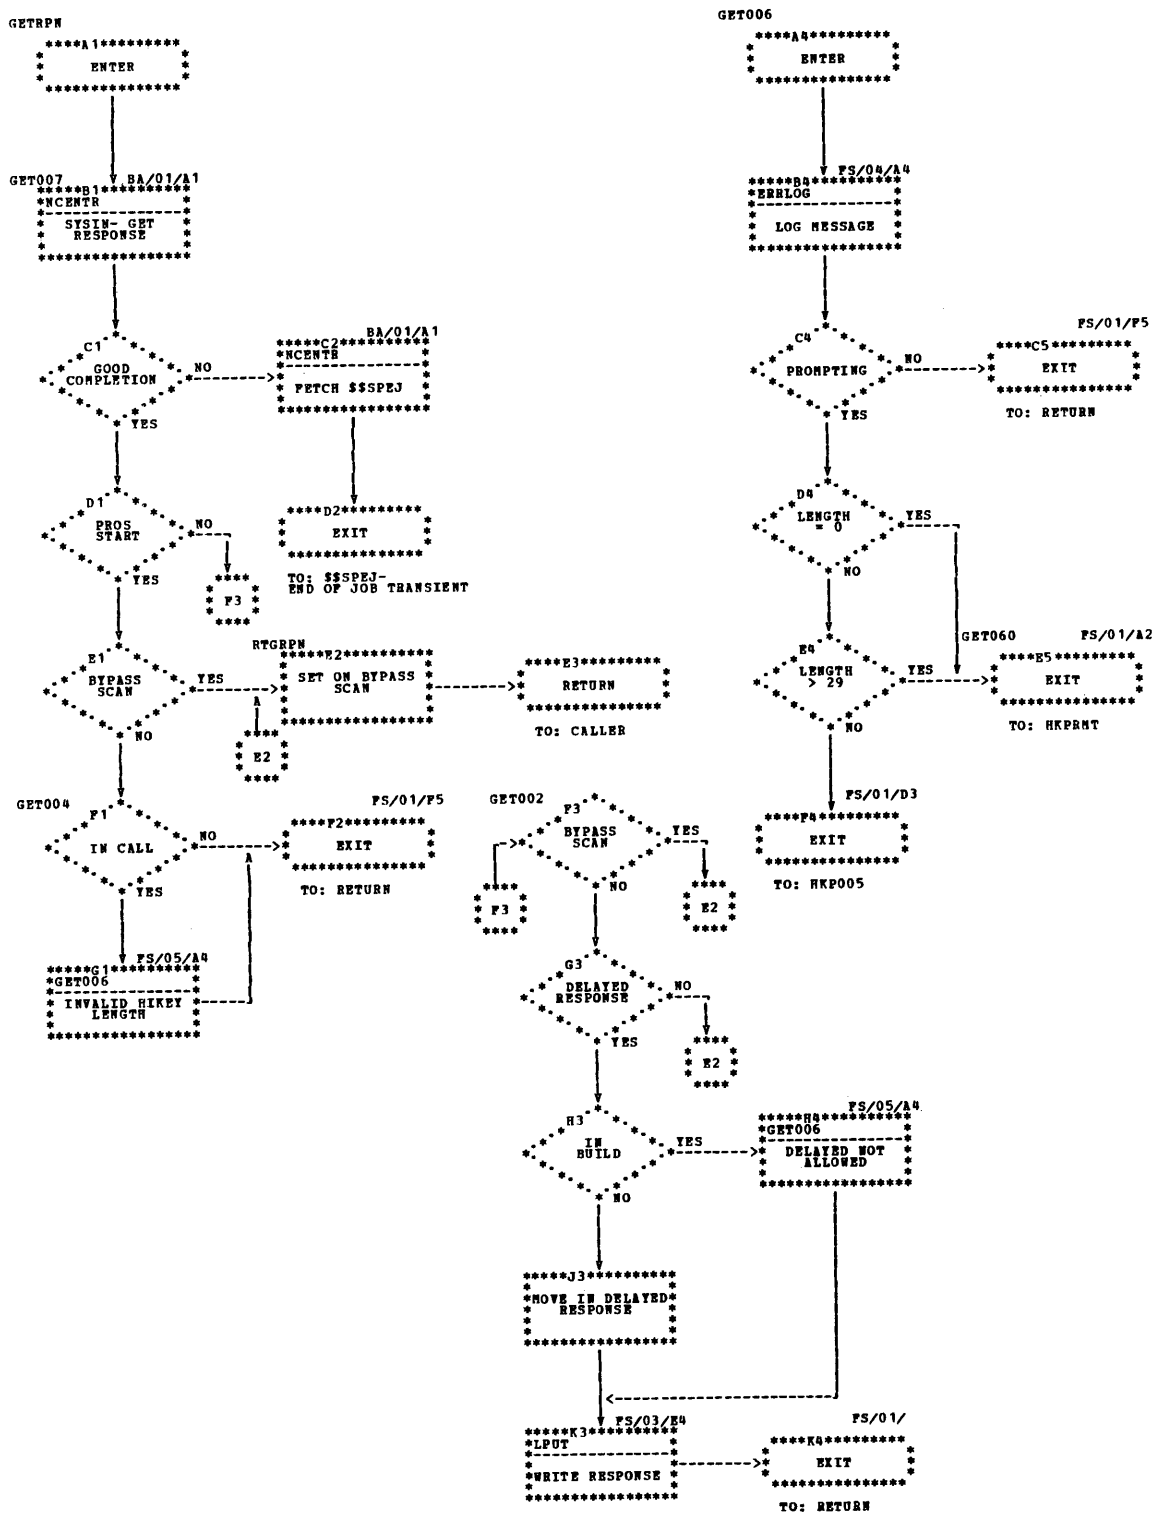 GETRPN
A1
ENTER
GET007
BA/01/A1
B1
NCENTR
SYSIN- GET
RESPONSE
C1
GOOD
COMPLETION
NO
YES
BA/01/A1
C2
NCENTR
FETCH $$SPEJ
D1
PROS
START
NO
YES
F3
D2
EXIT
TO: $$SPEJ-
END OF JOB TRANSIENT
E1
BYPASS
SCAN
YES
NO
RTGRPN
E2
SET ON BYPASS
SCAN
E2
E3
RETURN
TO: CALLER
GET004
F1
IN CALL
NO
YES
FS/01/F5
F2
EXIT
TO: RETURN
FS/05/A4
G1
GET006
INVALID HIKEY
LENGTH
GET002
F3
BYPASS
SCAN
YES
NO
F3
E2
G3
DELAYED
RESPONSE
NO
YES
E2
H3
IN
BUILD
YES
NO
FS/05/A4
H4
GET006
DELAYED NOT
ALLOWED
J3
MOVE IN DELAYED
RESPONSE
FS/03/E4
K3
LPUT
WRITE RESPONSE
FS/01/
K4
EXIT
TO: RETURN
GET006
A4
ENTER
FS/04/A4
B4
ERRLOG
LOG MESSAGE
C4
PROMPTING
NO
YES
FS/01/F5
C5
EXIT
TO: RETURN
D4
LENGTH
= 0
YES
NO
E4
LENGTH
> 29
YES
NO
GET060
FS/01/A2
E5
EXIT
TO: HKPRMT
FS/01/D3
F4
EXIT
TO: HKP005